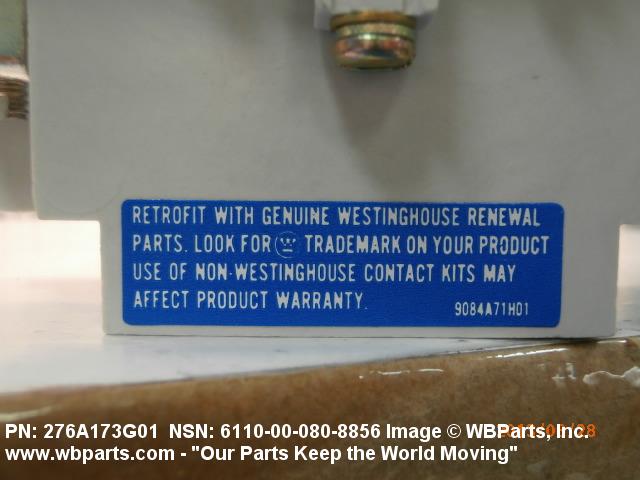 RETROFIT WITH GENUINE WESTINGHOUSE RENEWAL
PARTS. LOOK FOR W TRADEMARK ON YOUR PRODUCT
USE OF NON-WESTINGHOUSE CONTACT KITS MAY
AFFECT PRODUCT WARRANTY.
9084A71H01
PN: 276A173G01 NSN: 6110-00-080-8856 Image © WBParts, Inc.
www.wbparts.com - "Our Parts Keep the World Moving"